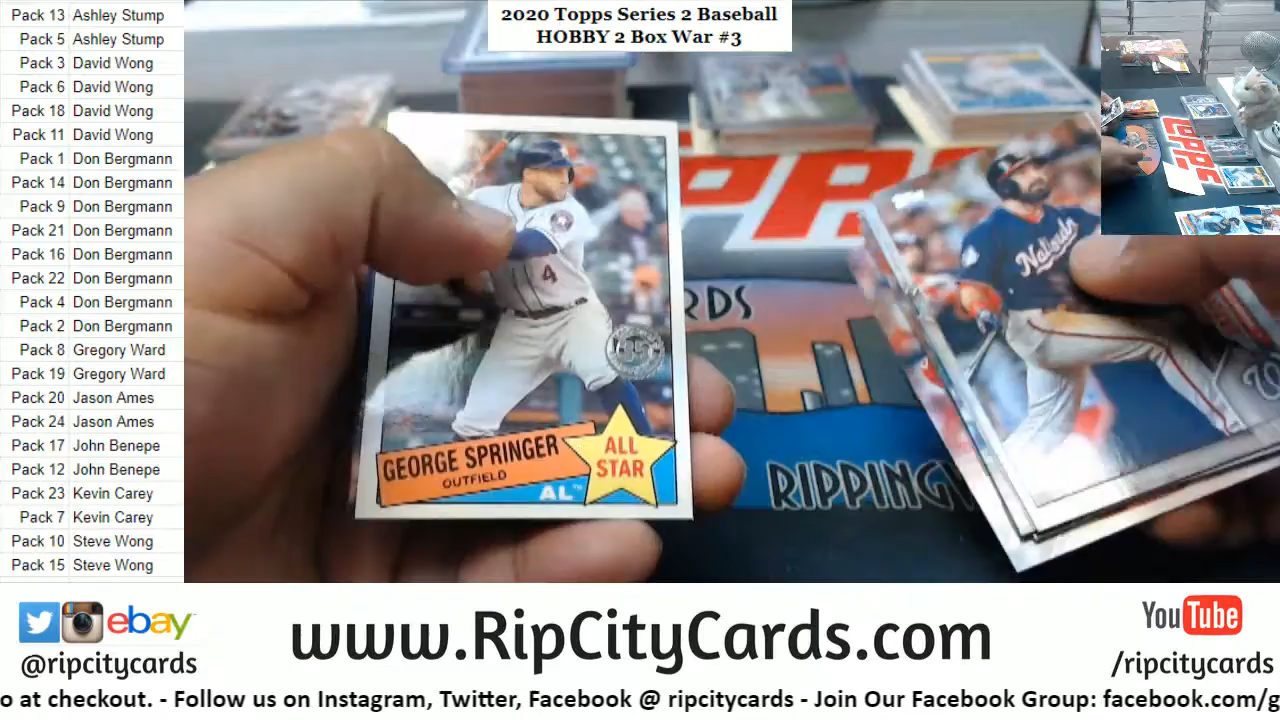 Pack 13 Ashley Stump
Pack 5 Ashley Stump
Pack 3 David Wong
Pack 6 David Wong
Pack 18 David Wong
Pack 11 David Wong
Pack 1 Don Bergmann
Pack 14 Don Bergmann
Pack 9 Don Bergmann
Pack 21 Don Bergmann
Pack 16 Don Bergmann
Pack 22 Don Bergmann
Pack 4 Don Bergmann
Pack 2 Don Bergmann
Pack 8 Gregory Ward
Pack 19 Gregory Ward
Pack 20 Jason Ames
Pack 24 Jason Ames
Pack 17 John Benepe
Pack 12 John Benepe
Pack 23 Kevin Carey
Pack 7 Kevin Carey
Pack 10 Steve Wong
Pack 15 Steve Wong
2020 Topps Series 2 Baseball
HOBBY 2 Box War #3
4
35
GEORGE SPRINGER
OUTFIELD
AL™
ALL
STAR
Nationals
RDS
RIPPING
TOPPS
ebay™
@ripcitycards
www.RipCityCards.com
YouTube
/ripcitycards
o at checkout. - Follow us on Instagram, Twitter, Facebook @ ripcitycards - Join Our Facebook Group: facebook.com/g